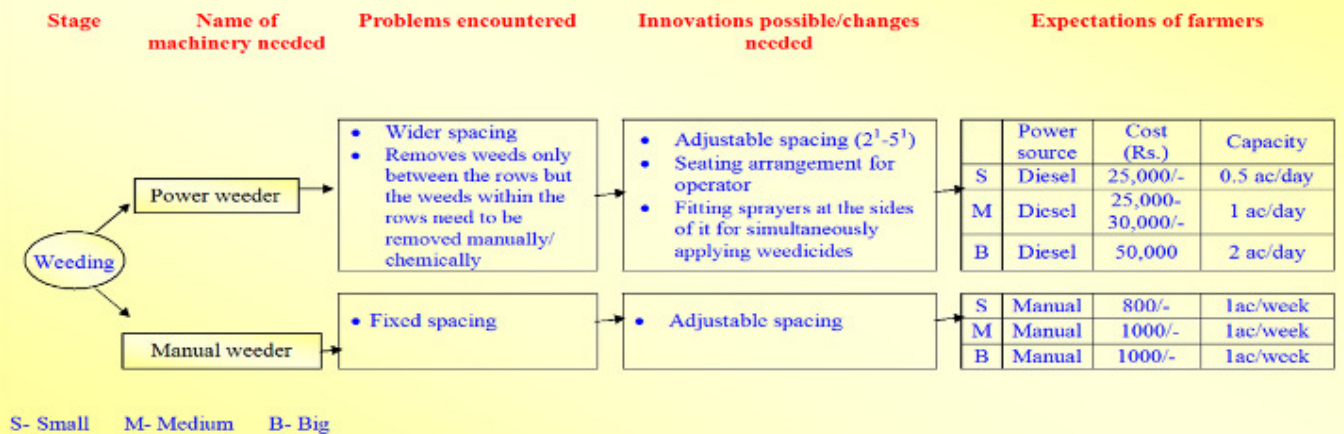 Stage Name of machinery needed Problems encountered Innovations possible/changes needed Expectations of farmers
Weeding
Power weeder
• Wider spacing
• Removes weeds only
between the rows but
the weeds within the
rows need to be
removed manually/
chemically
• Adjustable spacing (2¹-5¹)
• Seating arrangement for
operator
• Fitting sprayers at the sides
of it for simultaneously
applying weedicides
Power source Cost (Rs.) Capacity
S Diesel 25,000/- 0.5 ac/day
M Diesel 25,000-30,000/- 1 ac/day
B Diesel 50,000 2 ac/day
Manual weeder
• Fixed spacing
• Adjustable spacing
S Manual 800/- 1ac/week
M Manual 1000/- 1ac/week
B Manual 1000/- 1ac/week
S- Small M- Medium B- Big